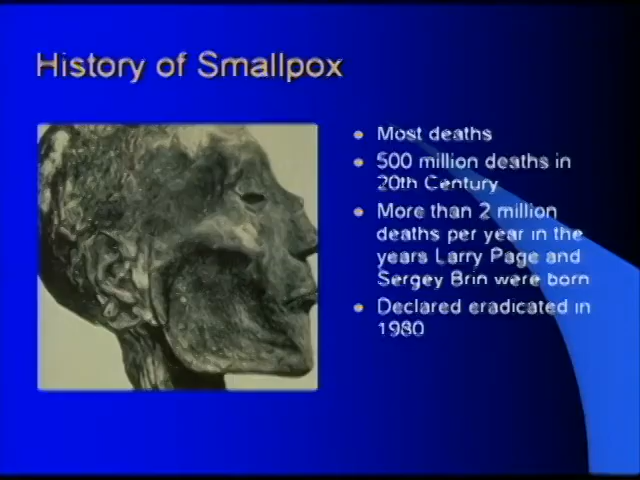 History of Smallpox
Most deaths
500 million deaths in
20th Century
More than 2 million
deaths per year in the
years Larry Page and
Sergey Brin were born
Declared eradicated in
1980